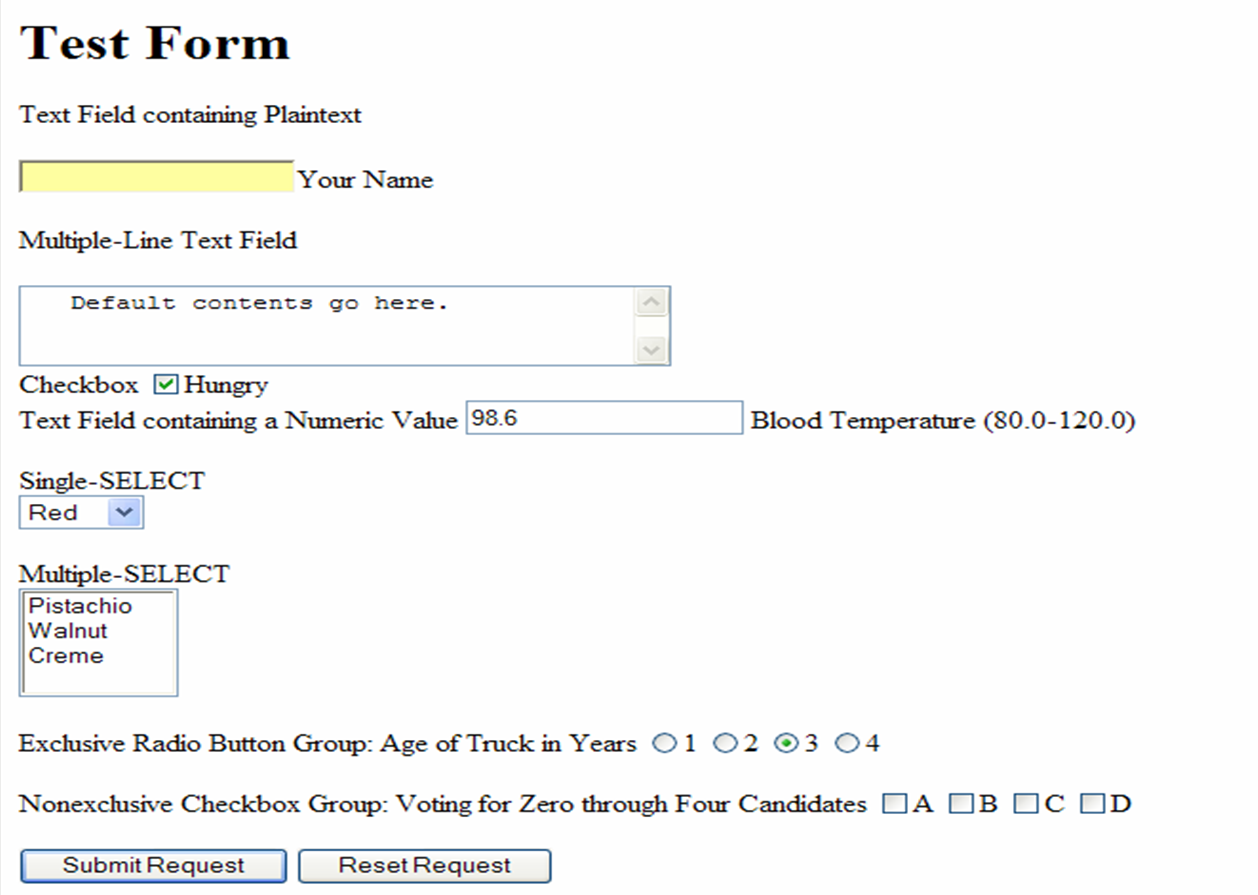 Test Form
Text Field containing Plaintext
Your Name
Multiple-Line Text Field
Default contents go here.
Checkbox Hungry
Text Field containing a Numeric Value 98.6 Blood Temperature (80.0-120.0)
Single-SELECT
Red
Multiple-SELECT
Pistachio
Walnut
Creme
Exclusive Radio Button Group: Age of Truck in Years 1 2 3 4
Nonexclusive Checkbox Group: Voting for Zero through Four Candidates A B C D
Submit Request Reset Request